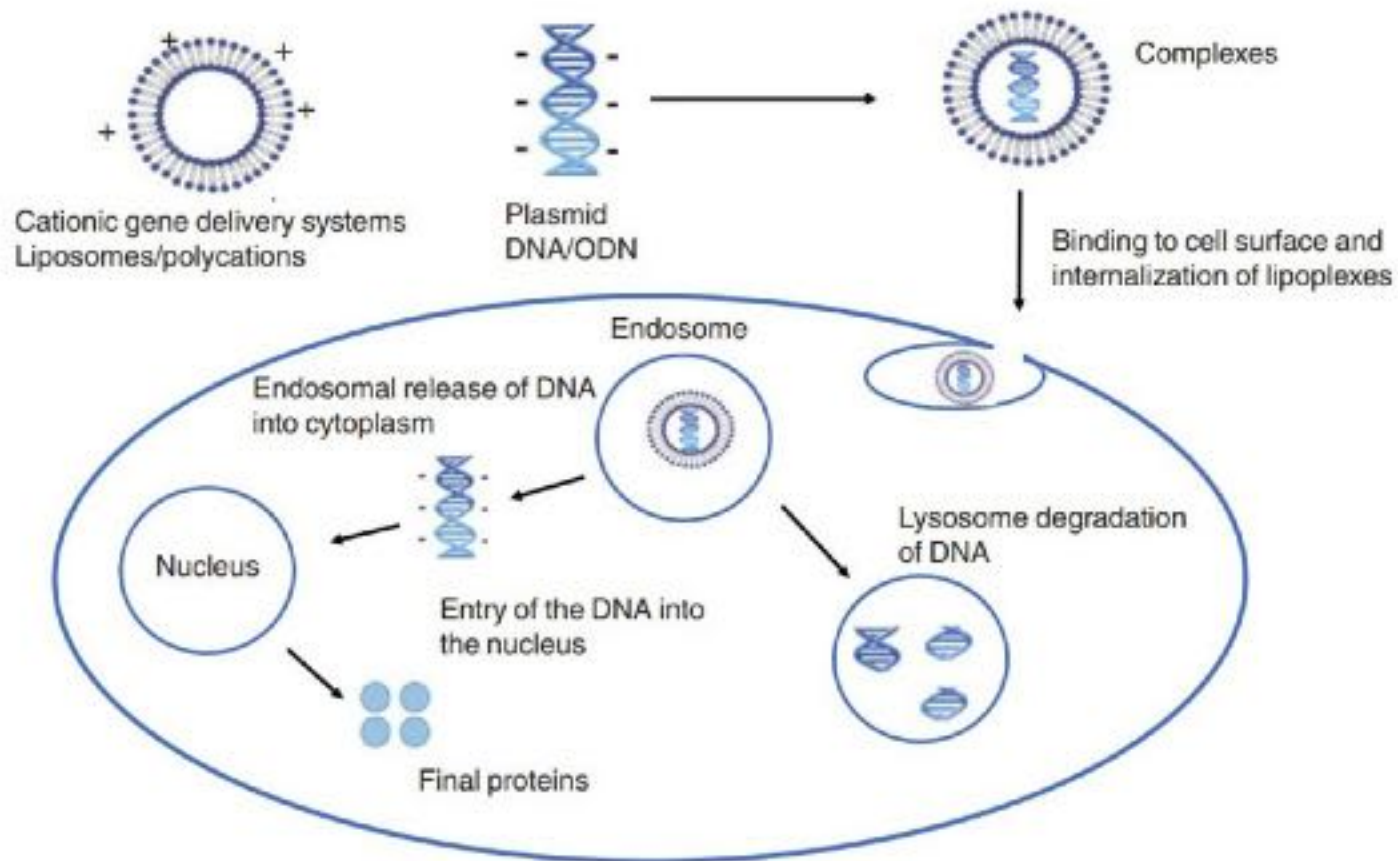 Complexes
Cationic gene delivery systems
Liposomes/polycations
Plasmid
DNA/ODN
Binding to cell surface and
internalization of lipoplexes
Endosome
Endosomal release of DNA
into cytoplasm
Lysosome degradation
of DNA
Nucleus
Entry of the DNA into
the nucleus
Final proteins